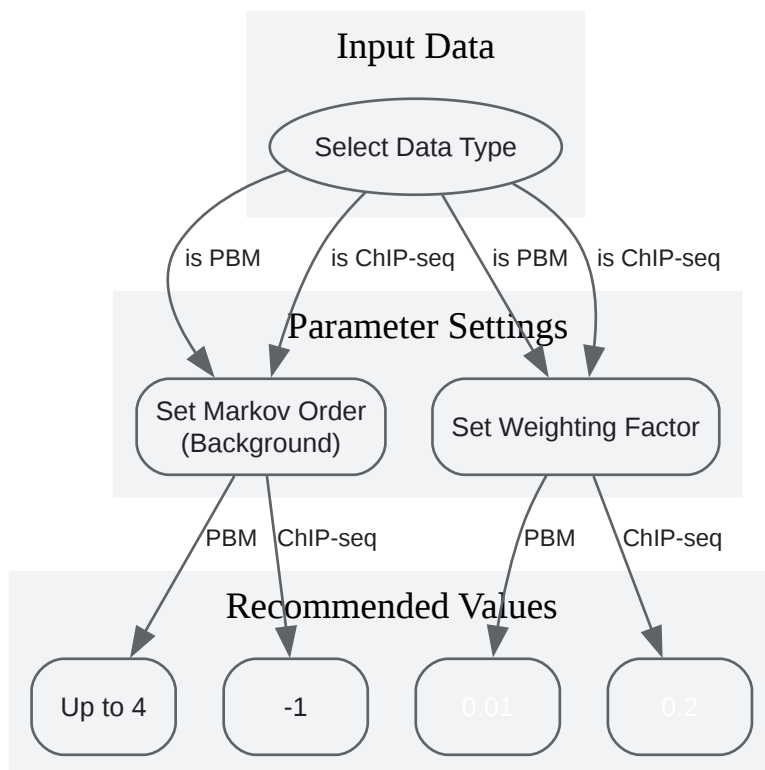 Input Data
Select Data Type
is PBM
is ChIP-seq
is PBM
is ChIP-seq
Parameter Settings
Set Markov Order
(Background)
Set Weighting Factor
PBM
ChIP-seq
PBM
ChIP-seq
Recommended Values
Up to 4
-1
0.01
0.2